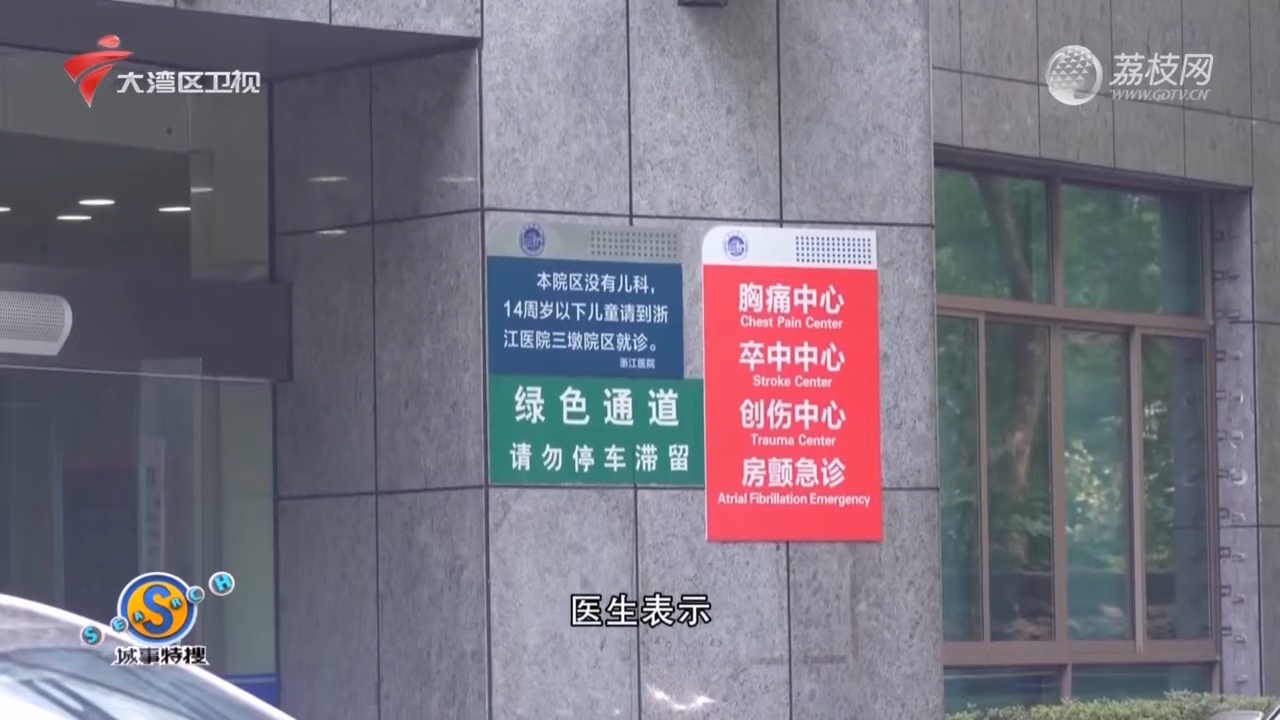 大湾区卫视
荔枝网
WWW.GDTV.CN
本院区没有儿科，
14周岁以下儿童请到浙
江医院三墩院区就诊。
浙江医院
绿色通道
请勿停车滞留
胸痛中心
Chest Pain Center
卒中中心
Stroke Center
创伤中心
Trauma Center
房颤急诊
Atrial Fibrillation Emergency
SEARCH
城事特搜
医生表示